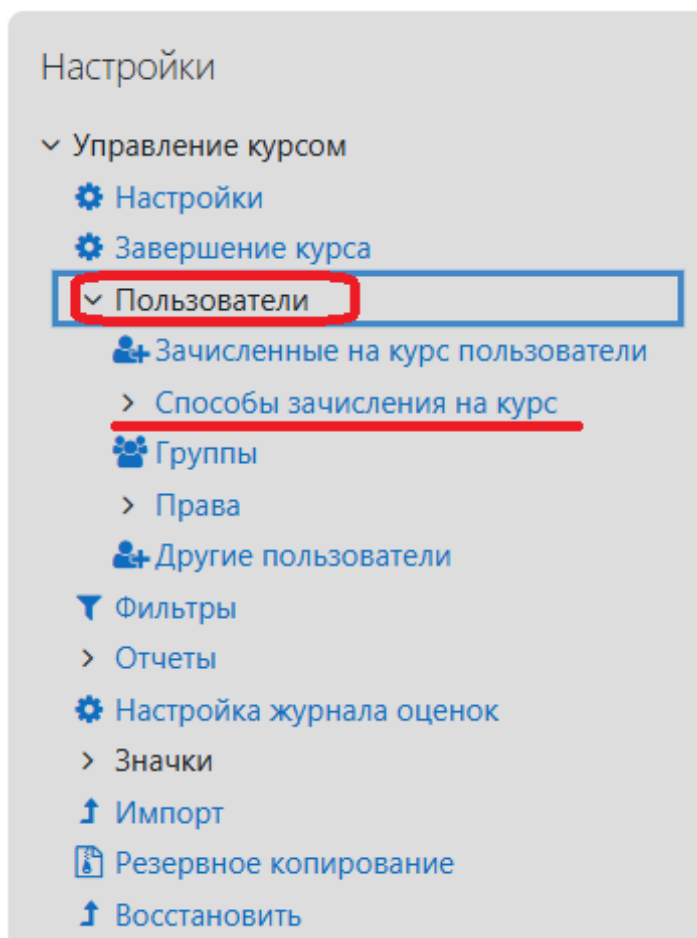 Настройки
Управление курсом
Настройки
Завершение курса
Пользователи
Зачисленные на курс пользователи
Способы зачисления на курс
Группы
Права
Другие пользователи
Фильтры
Отчеты
Настройка журнала оценок
Значки
Импорт
Резервное копирование
Восстановить